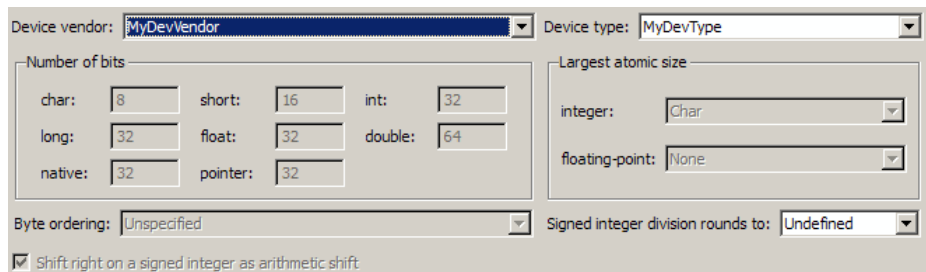 Device vendor: MyDevVendor Device type: MyDevType
Number of bits Largest atomic size
char: 8 short: 16 int: 32
integer: Char
long: 32 float: 32 double: 64
floating-point: None
native: 32 pointer: 32
Byte ordering: Unspecified Signed integer division rounds to: Undefined
Shift right on a signed integer as arithmetic shift